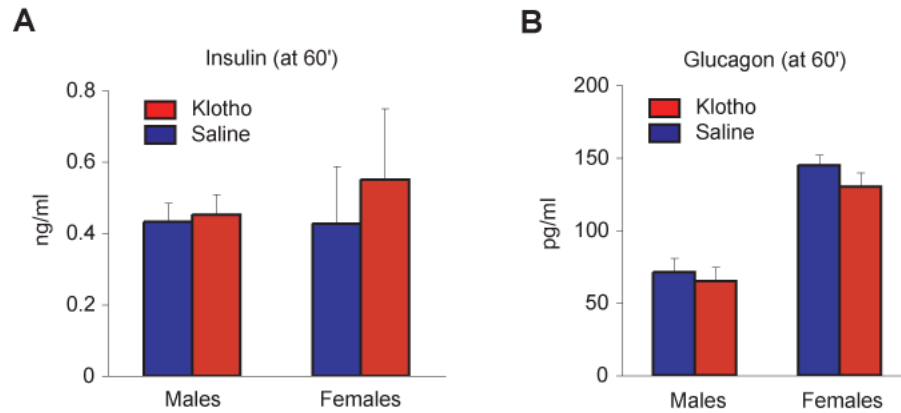 A
Insulin (at 60')
0.8
0.6
0.4
0.2
0
ng/ml
Klotho
Saline
Males
Females
B
Glucagon (at 60')
200
150
100
50
0
pg/ml
Klotho
Saline
Males
Females